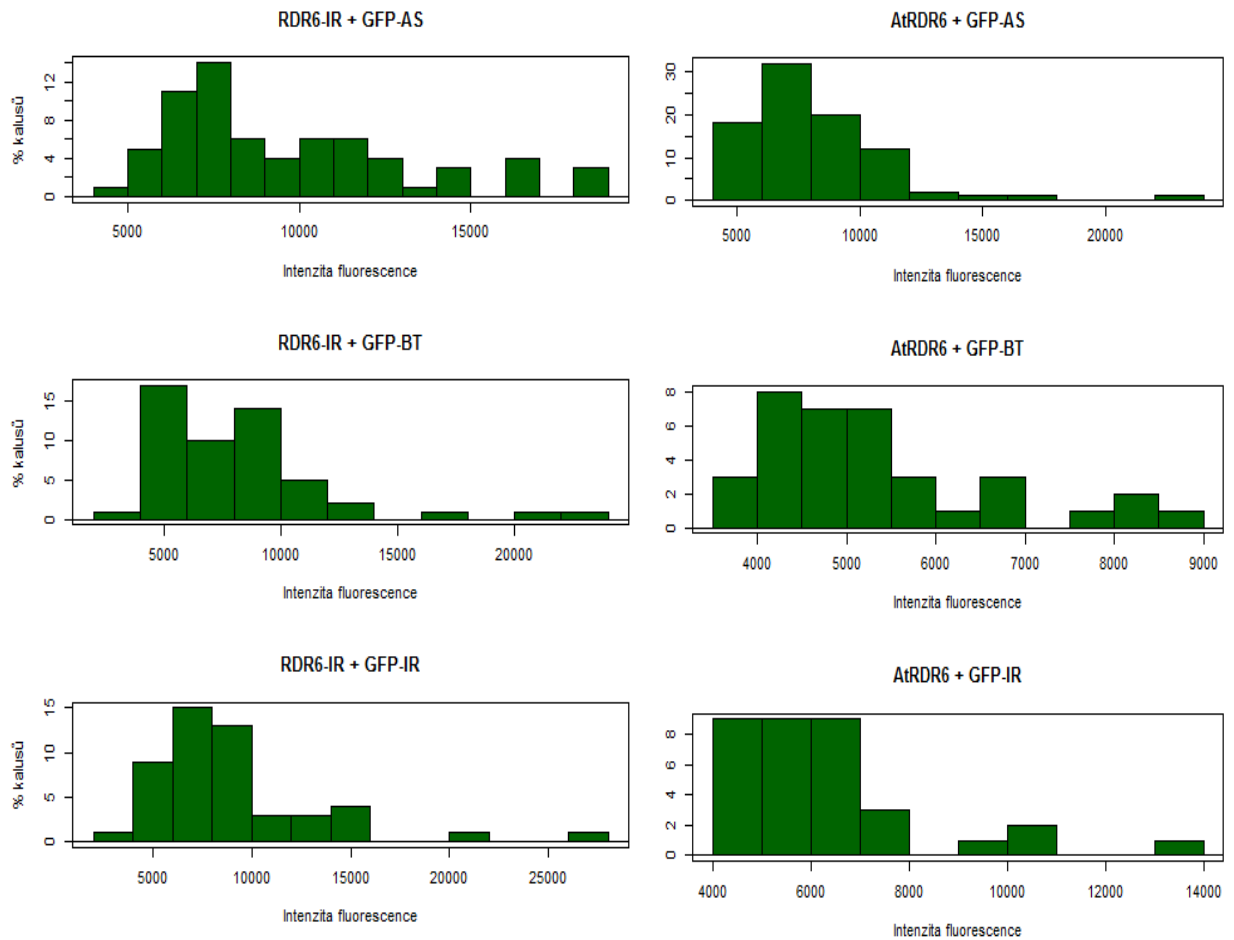 RDR6-IR + GFP-AS
% kalusů
0 4 8 12
5000 10000 15000
Intenzita fluorescence
AtRDR6 + GFP-AS
0 10 20 30
5000 10000 15000 20000
Intenzita fluorescence
RDR6-IR + GFP-BT
% kalusů
0 5 10 15
5000 10000 15000 20000
Intenzita fluorescence
AtRDR6 + GFP-BT
0 2 4 6 8
4000 5000 6000 7000 8000 9000
Intenzita fluorescence
RDR6-IR + GFP-IR
% kalusů
0 5 10 15
5000 10000 15000 20000 25000
Intenzita fluorescence
AtRDR6 + GFP-IR
0 2 4 6 8
4000 6000 8000 10000 12000 14000
Intenzita fluorescence